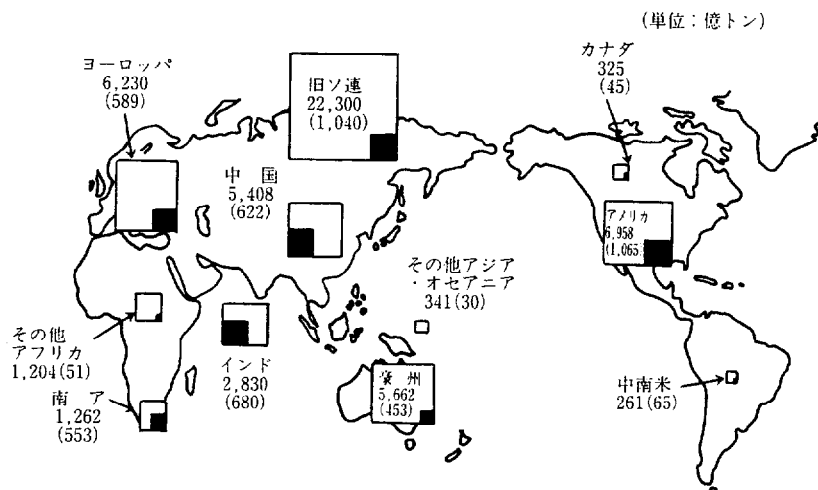 (単位：億トン)
ヨーロッパ
6,230
(589)
旧ソ連
22,300
(1,040)
カナダ
325
(45)
中 国
5,408
(622)
アメリカ
6,958
(1,065)
その他アジア
・オセアニア
341(30)
その他
アフリカ
1,204(51)
インド
2,830
(680)
豪 州
5,662
(453)
中南米
261(65)
南 ア
1,262
(553)